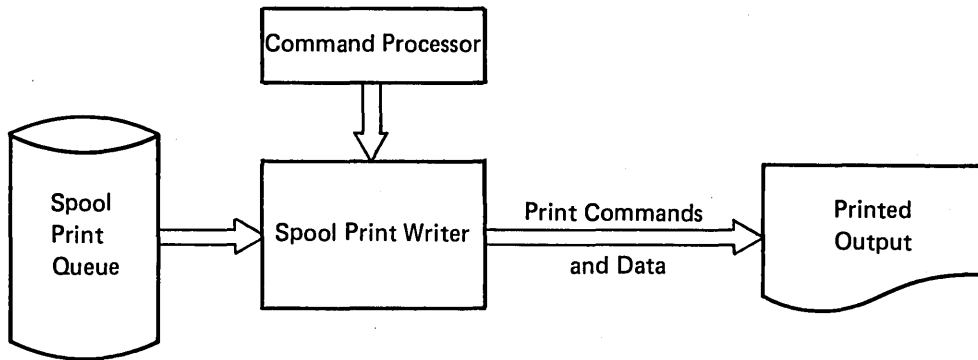 Command Processor
Spool
Print
Queue
Spool Print Writer
Print Commands
and Data
Printed
Output